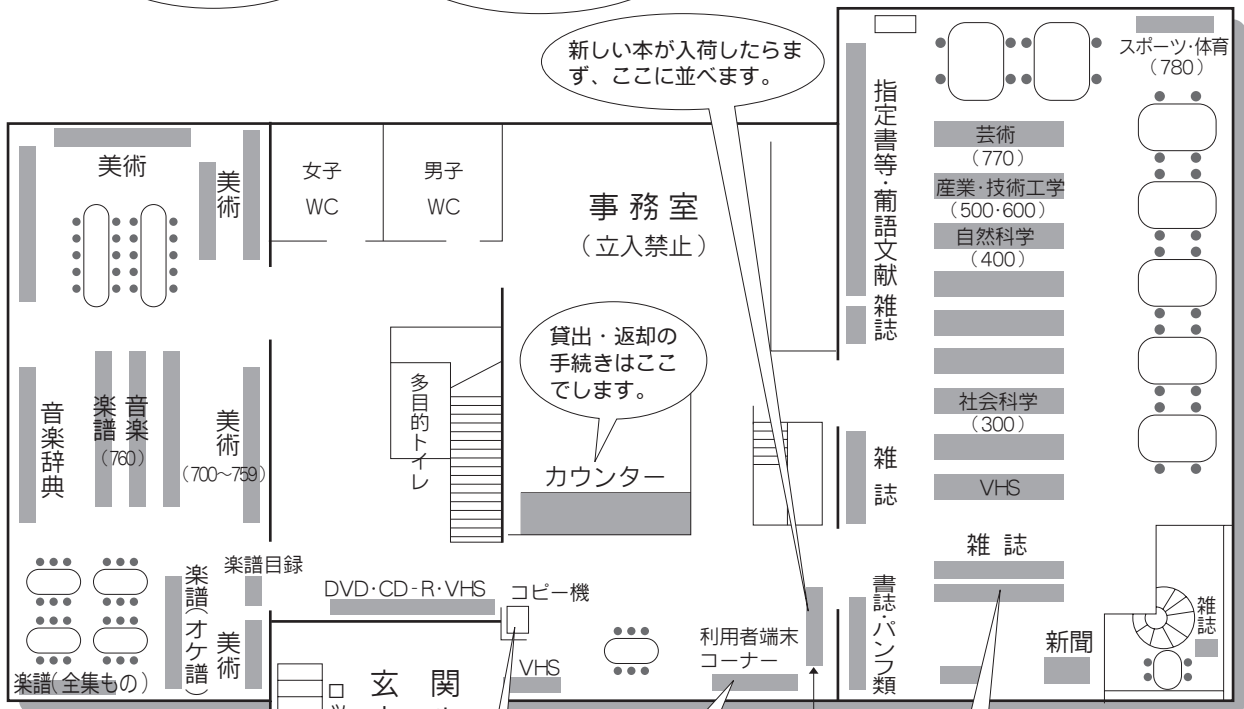 新しい本が入荷したらま
ず、ここに並べます。
スポーツ・体育
（780）
指定書等・葡語文献
芸術
（770）
産業・技術工学
（500・600）
自然科学
（400）
雑誌
社会科学
（300）
雑誌
VHS
雑誌
書誌・パンフ類
新聞
雑誌
美術
美術
女子
WC
男子
WC
事務室
（立入禁止）
貸出・返却の
手続きはここ
でします。
カウンター
多目的トイレ
音楽辞典
楽譜
音楽
（760）
美術
（700～759）
楽譜目録
楽譜（オケ譜）
美術
楽譜（全集もの）
DVD・CD-R・VHS
コピー機
VHS
利用者端末
コーナー
玄関